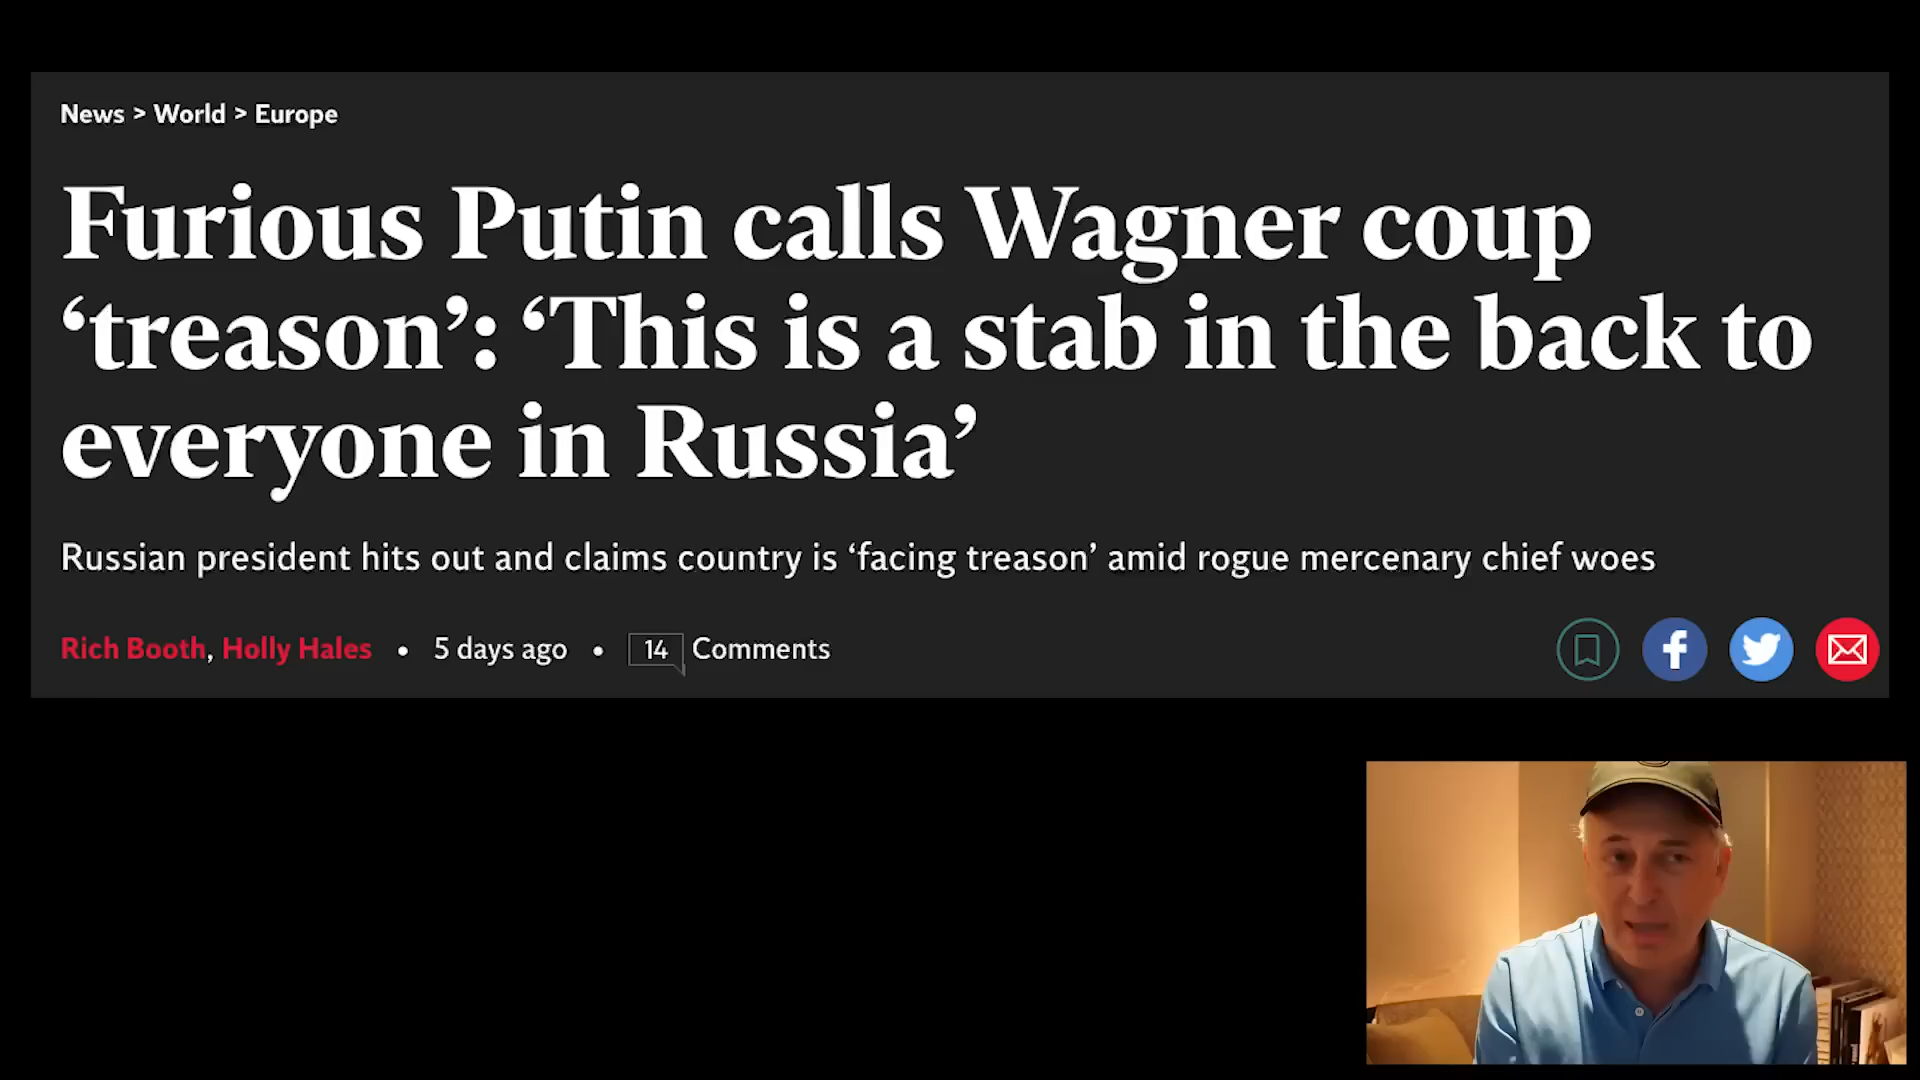 News > World > Europe
Furious Putin calls Wagner coup
‘treason’: ‘This is a stab in the back to
everyone in Russia’
Russian president hits out and claims country is ‘facing treason’ amid rogue mercenary chief woes
Rich Booth, Holly Hales • 5 days ago • 14 Comments